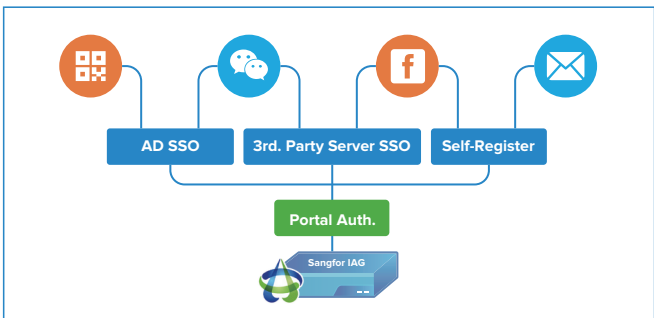 AD SSO
3rd. Party Server SSO
Self-Register
Portal Auth.
Sangfor IAG